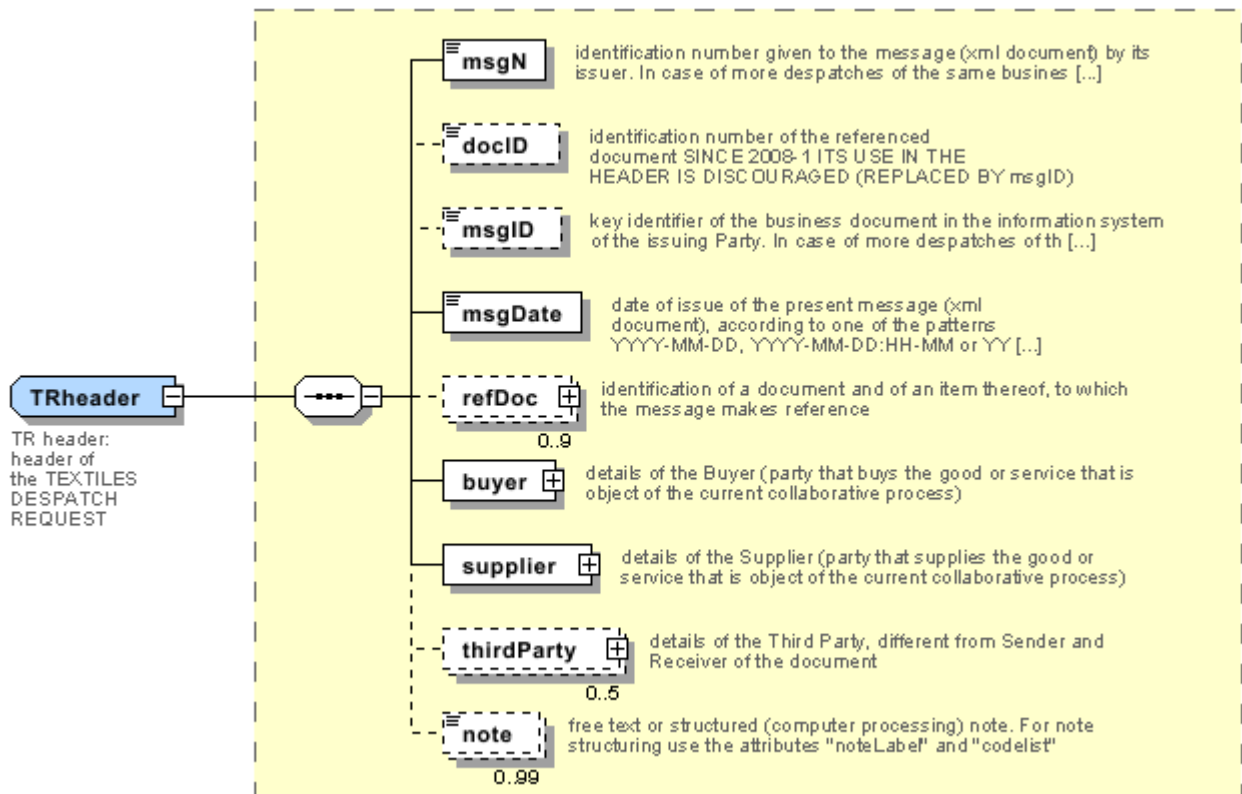 msgN
identification number given to the message (xml document) by its
issuer. In case of more despatches of the same busines [...]
docID
identification number of the referenced
document SINCE 2008-1 ITS USE IN THE
HEADER IS DISCOURAGED (REPLACED BY msgID)
msgID
key identifier of the business document in the information system
of the issuing Party. In case of more despatches of th [...]
msgDate
date of issue of the present message (xml
document), according to one of the patterns
YYYY-MM-DD, YYYY-MM-DD:HH-MM or YY [...]
TRheader
TR header:
header of
the TEXTILES
DESPATCH
REQUEST
refDoc
identification of a document and of an item thereof, to which
the message makes reference
0..9
buyer
details of the Buyer (party that buys the good or service that is
object of the current collaborative process)
supplier
details of the Supplier (party that supplies the good or
service that is object of the current collaborative process)
thirdParty
details of the Third Party, different from Sender and
Receiver of the document
0..5
note
free text or structured (computer processing) note. For note
structuring use the attributes "noteLabel" and "codelist"
0..99